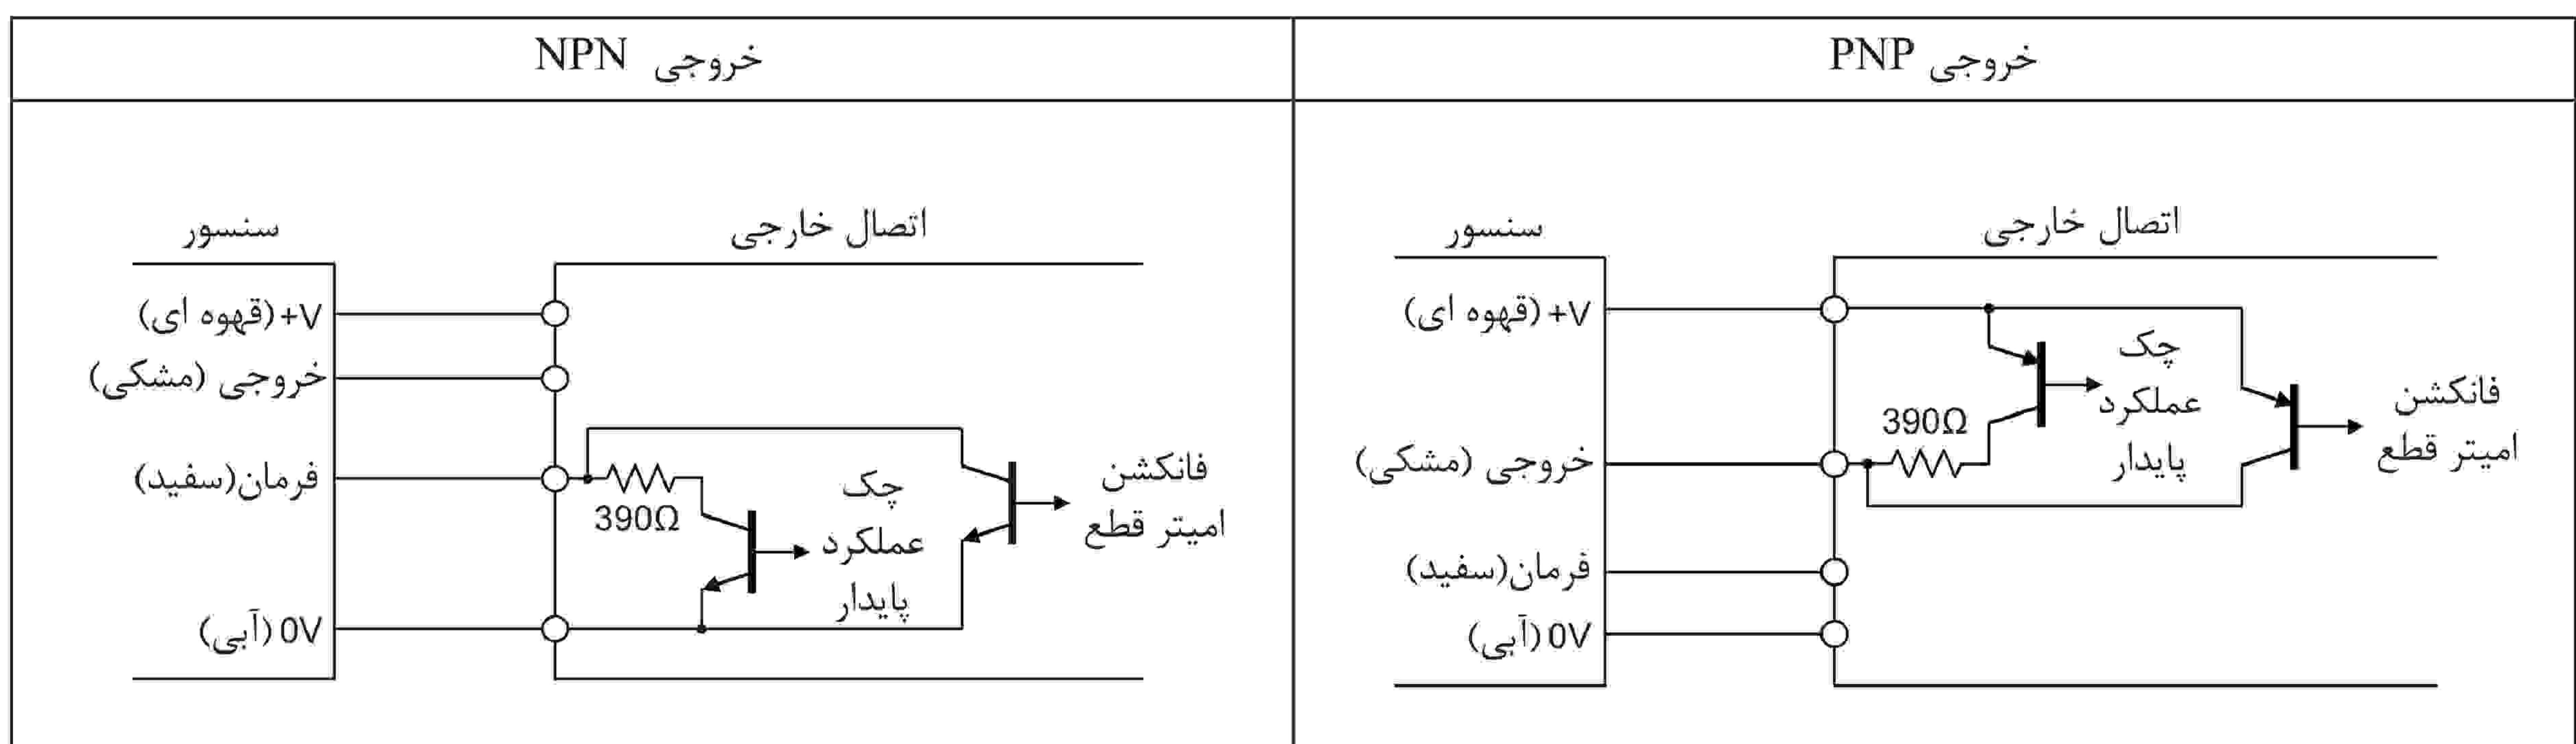 خروجی NPN
سنسور
اتصال خارجی
+V (قهوه ای)
خروجی (مشکی)
فرمان(سفید)
0V (آبی)
390Ω
چک
عملکرد
پایدار
فانکشن
امیتر قطع
خروجی PNP
سنسور
اتصال خارجی
+V (قهوه ای)
خروجی (مشکی)
فرمان(سفید)
0V (آبی)
390Ω
چک
عملکرد
پایدار
فانکشن
امیتر قطع